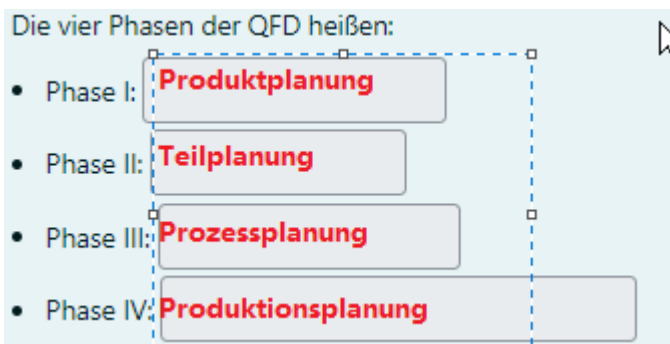 Die vier Phasen der QFD heißen:
• Phase I: Produktplanung
• Phase II: Teilplanung
• Phase III: Prozessplanung
• Phase IV: Produktionsplanung